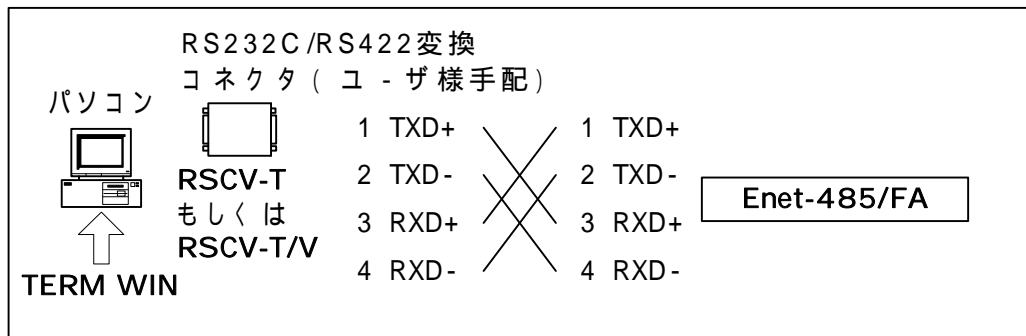 RS232C/RS422変換
コネクタ(ユ-ザ様手配)
パソコン
RSCV-T
もしくは
RSCV-T/V
TERM WIN
1 TXD+
2 TXD-
3 RXD+
4 RXD-
1 TXD+
2 TXD-
3 RXD+
4 RXD-
Enet-485/FA